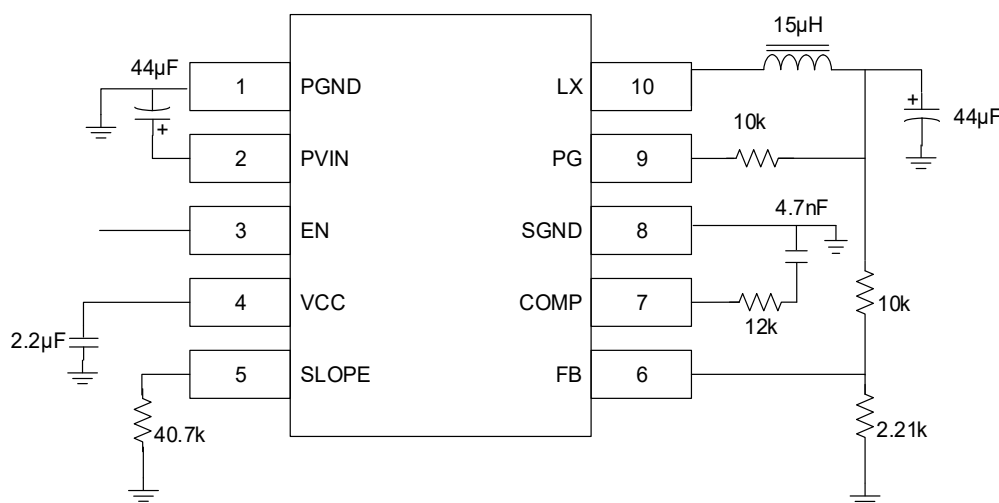 15µH
44µF
1
PGND
LX
10
+
+
44µF
10k
2
PVIN
PG
9
4.7nF
3
EN
SGND
8
4
VCC
COMP
7
10k
12k
2.2µF
5
SLOPE
FB
6
40.7k
2.21k